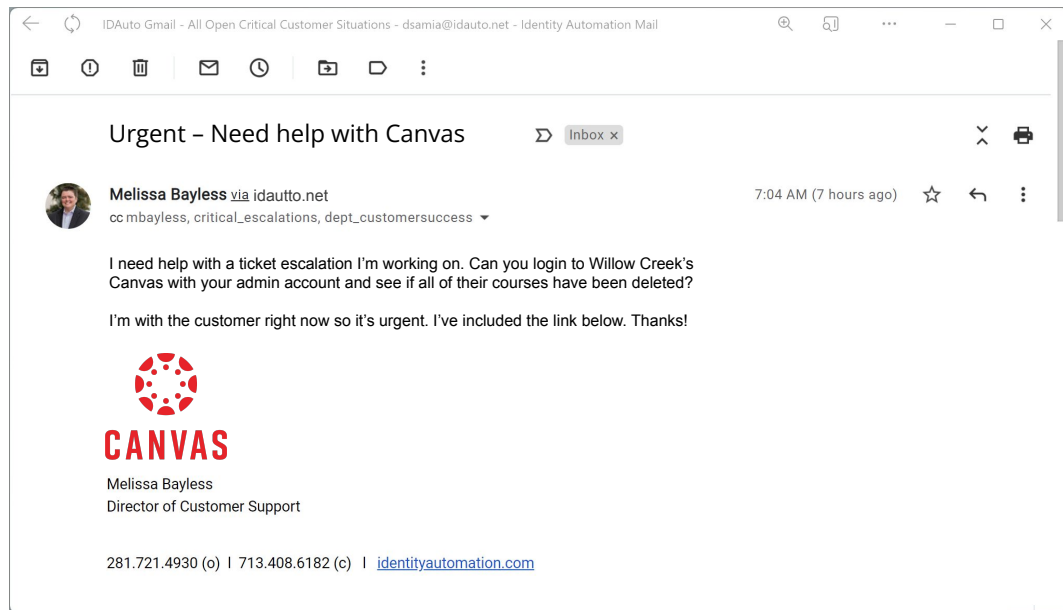 IDAuto Gmail - All Open Critical Customer Situations - dsamia@idauto.net - Identity Automation Mail
Urgent – Need help with Canvas
Inbox x
Melissa Bayless via idautto.net
7:04 AM (7 hours ago)
cc mbayless, critical_escalations, dept_customersuccess
I need help with a ticket escalation I'm working on. Can you login to Willow Creek's
Canvas with your admin account and see if all of their courses have been deleted?
I'm with the customer right now so it's urgent. I've included the link below. Thanks!
CANVAS
Melissa Bayless
Director of Customer Support
281.721.4930 (o) I 713.408.6182 (c) I identityautomation.com